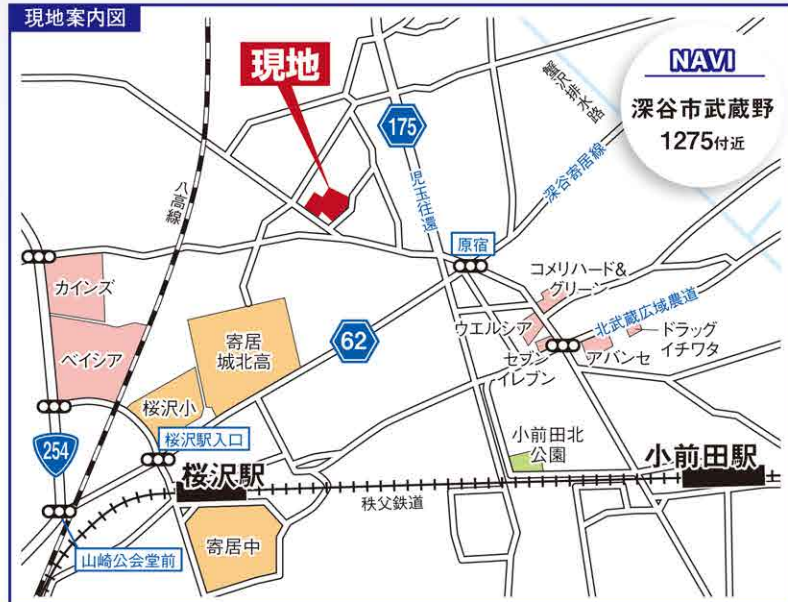 現地案内図
NAVI
深谷市武蔵野
1275付近
現地
175
蟹沢排水路
深谷寄居線
児玉往還
八高線
原宿
カインズ
コメリハード&
グリーン
ウエルシア
北武蔵広域農道
ベイシア
寄居
城北高
62
セブン
イレブン
アバンセ
ドラッグ
イチワタ
桜沢小
桜沢駅入口
小前田北
公園
254
桜沢駅
小前田駅
秩父鉄道
寄居中
山崎公会堂前